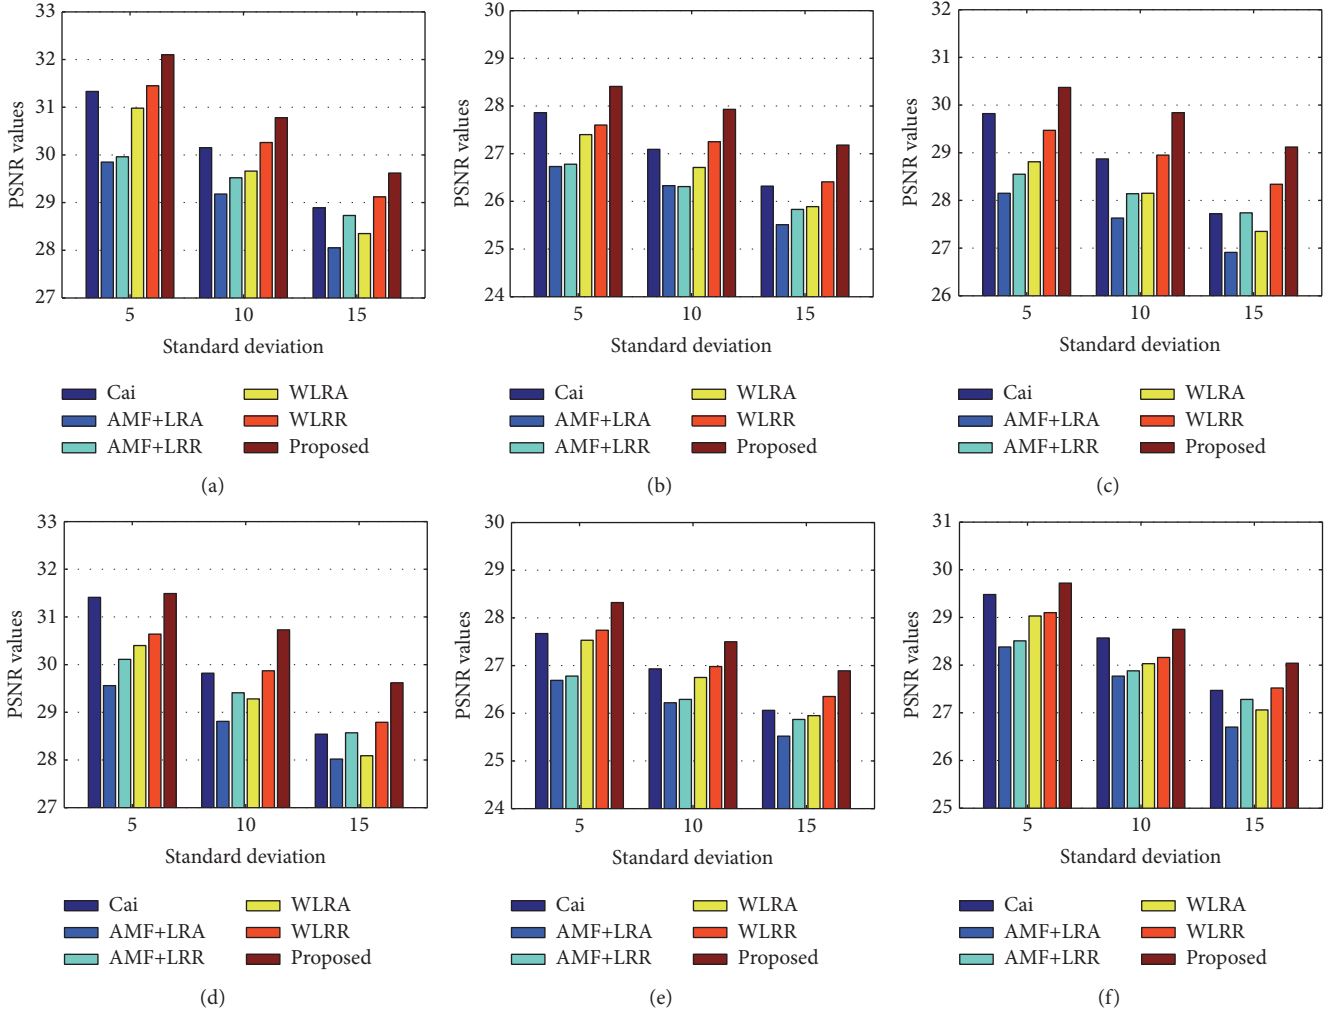 33
32
31
30
29
28
27
PSNR values
5 10 15
Standard deviation
Cai WLRA
AMF+LRA WLRR
AMF+LRR Proposed
(a)
30
29
28
27
26
25
24
PSNR values
5 10 15
Standard deviation
Cai WLRA
AMF+LRA WLRR
AMF+LRR Proposed
(b)
32
31
30
29
28
27
26
PSNR values
5 10 15
Standard deviation
Cai WLRA
AMF+LRA WLRR
AMF+LRR Proposed
(c)
33
32
31
30
29
28
27
PSNR values
5 10 15
Standard deviation
Cai WLRA
AMF+LRA WLRR
AMF+LRR Proposed
(d)
30
29
28
27
26
25
24
PSNR values
5 10 15
Standard deviation
Cai WLRA
AMF+LRA WLRR
AMF+LRR Proposed
(e)
31
30
29
28
27
26
25
PSNR values
5 10 15
Standard deviation
Cai WLRA
AMF+LRA WLRR
AMF+LRR Proposed
(f)